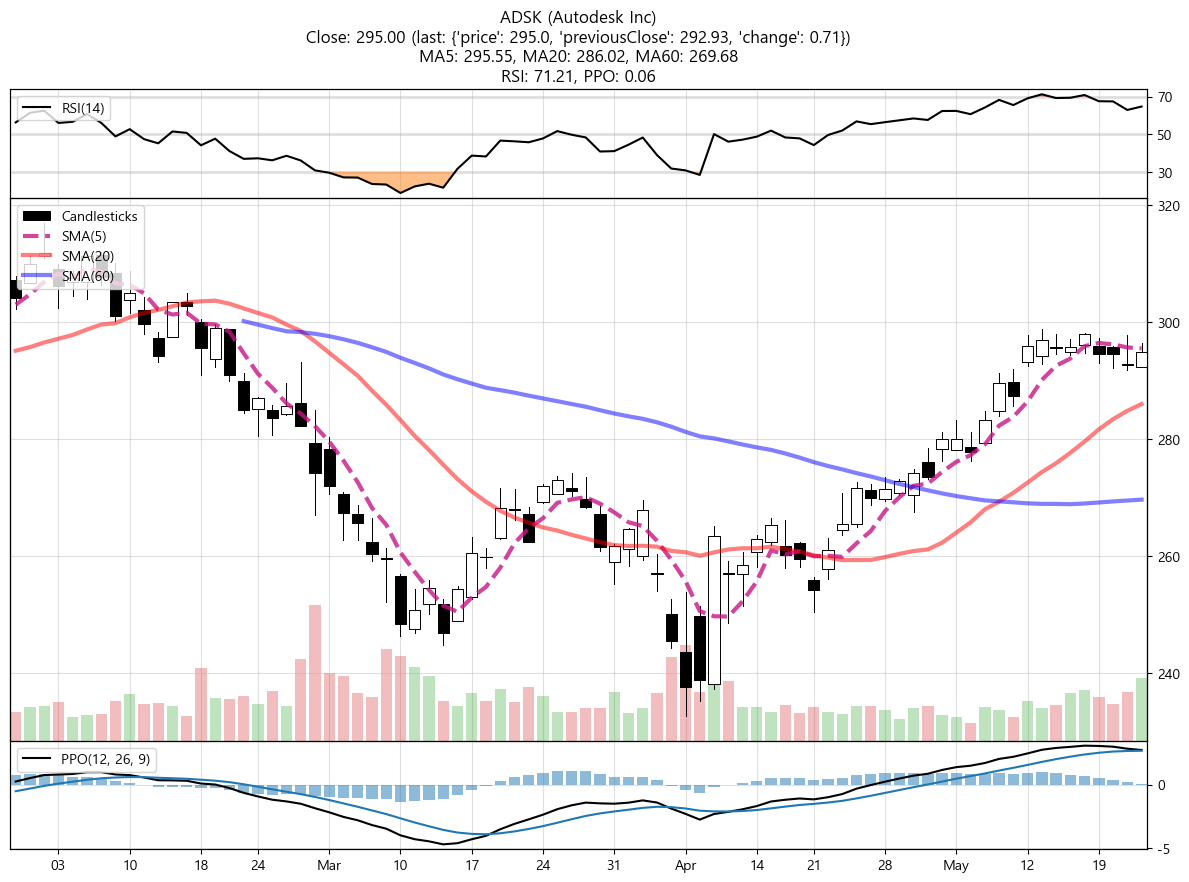 ADSK (Autodesk Inc)
Close: 295.00 (last: {'price': 295.0, 'previousClose': 292.93, 'change': 0.71})
MA5: 295.55, MA20: 286.02, MA60: 269.68
RSI: 71.21, PPO: 0.06
RSI(14)
70
50
30
Candlesticks
SMA(5)
SMA(20)
SMA(60)
320
300
280
260
240
PPO(12, 26, 9)
0
-5
03 10 18 24 Mar 10 17 24 31 Apr 14 21 28 May 12 19